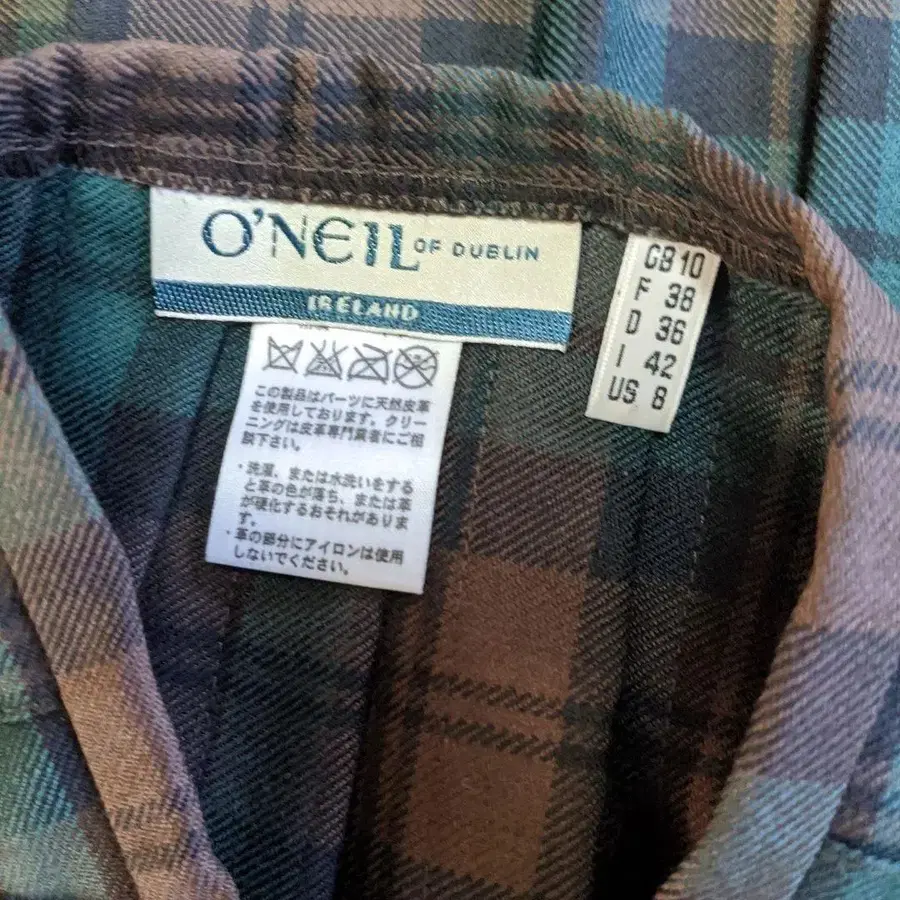 O'NEIL OF DUBLIN
IRELAND
GB 10
F 38
D 36
I 42
US 8
この製品はパーツに天然皮革
を使用しております。クリー
ニングは皮革専門業者にご相
談下さい。
・洗濯、または水洗いをする
と革の色が落ち、または革
が硬化するおそれがありま
す。
・革の部分にアイロンは使用
しないでください。